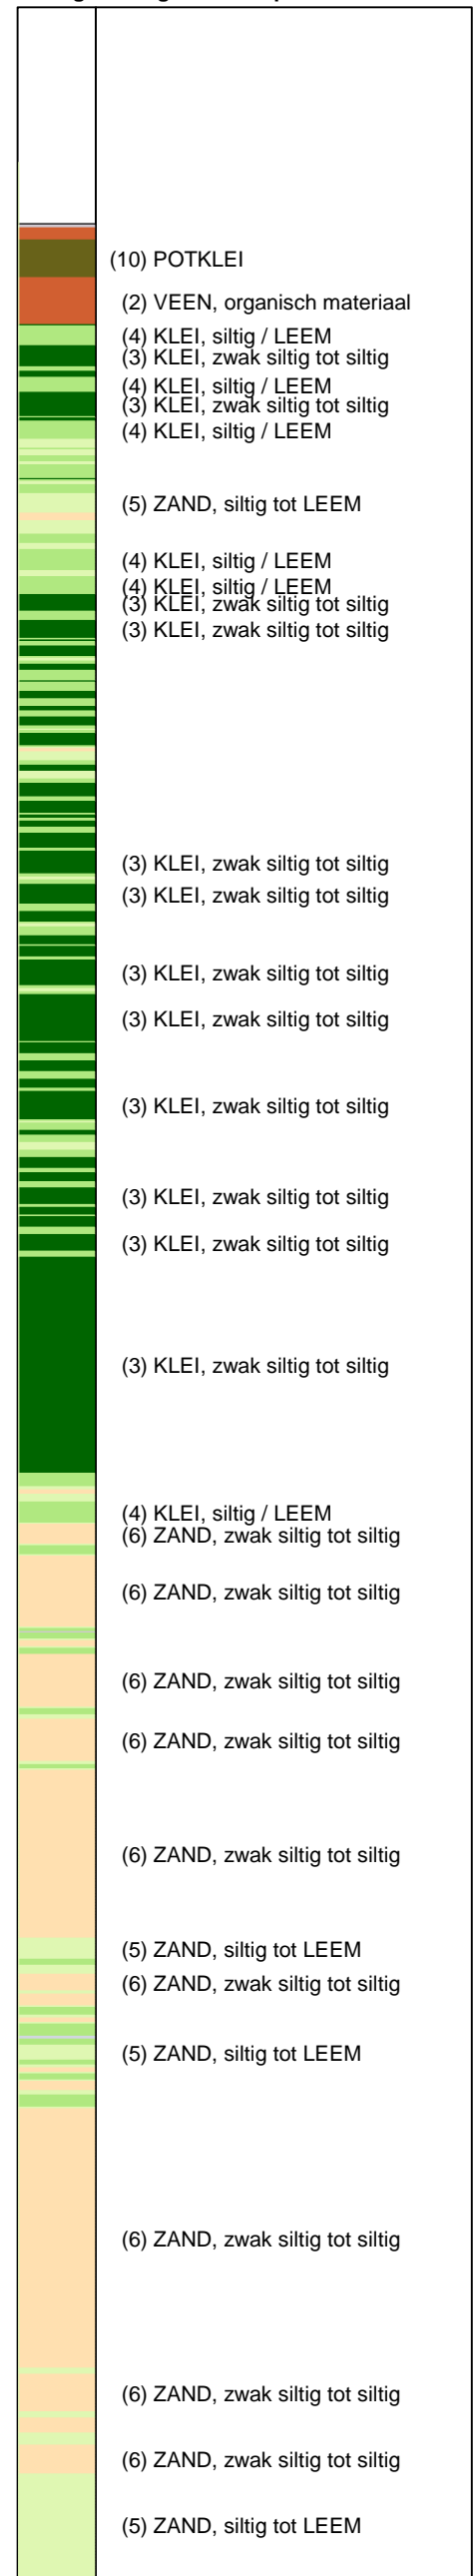 (10) POTKLEI
(2) VEEN, organisch materiaal
(4) KLEI, siltig / LEEM
(3) KLEI, zwak siltig tot siltig
(4) KLEI, siltig / LEEM
(3) KLEI, zwak siltig tot siltig
(4) KLEI, siltig / LEEM
(5) ZAND, siltig tot LEEM
(4) KLEI, siltig / LEEM
(4) KLEI, siltig / LEEM
(3) KLEI, zwak siltig tot siltig
(3) KLEI, zwak siltig tot siltig
(3) KLEI, zwak siltig tot siltig
(3) KLEI, zwak siltig tot siltig
(3) KLEI, zwak siltig tot siltig
(3) KLEI, zwak siltig tot siltig
(3) KLEI, zwak siltig tot siltig
(3) KLEI, zwak siltig tot siltig
(3) KLEI, zwak siltig tot siltig
(3) KLEI, zwak siltig tot siltig
(4) KLEI, siltig / LEEM
(6) ZAND, zwak siltig tot siltig
(6) ZAND, zwak siltig tot siltig
(6) ZAND, zwak siltig tot siltig
(6) ZAND, zwak siltig tot siltig
(6) ZAND, zwak siltig tot siltig
(5) ZAND, siltig tot LEEM
(6) ZAND, zwak siltig tot siltig
(5) ZAND, siltig tot LEEM
(6) ZAND, zwak siltig tot siltig
(6) ZAND, zwak siltig tot siltig
(6) ZAND, zwak siltig tot siltig
(5) ZAND, siltig tot LEEM